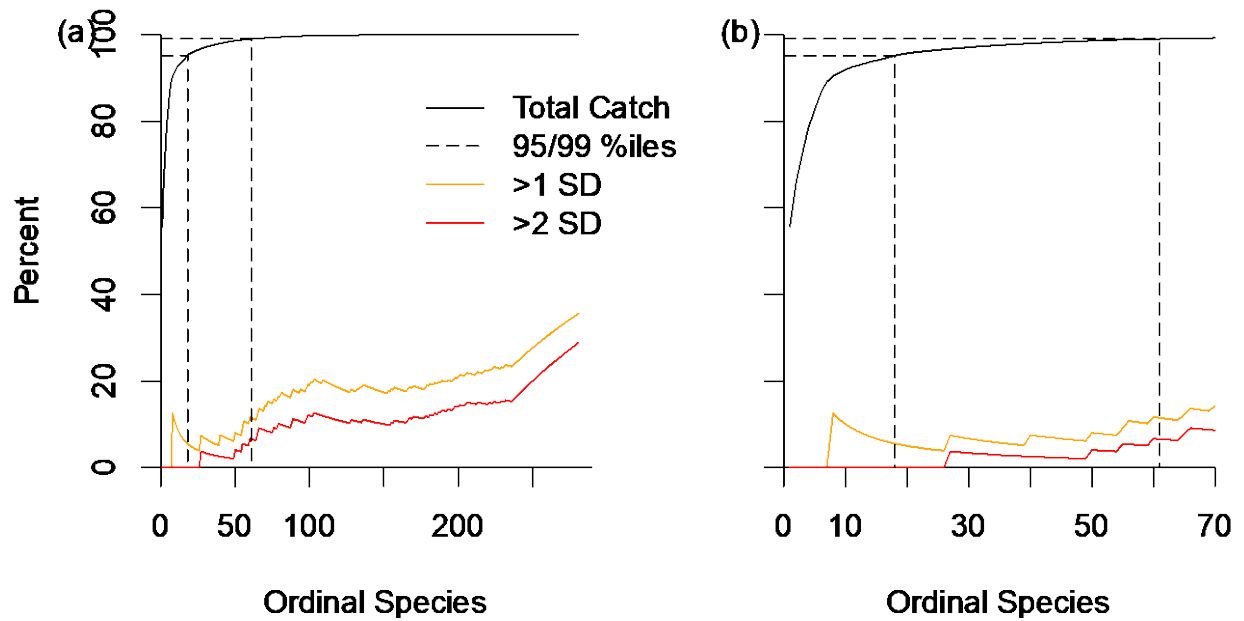 (a)
100
80
60
40
20
0
Percent
Total Catch
95/99 %iles
>1 SD
>2 SD
0 50 100 200
Ordinal Species
(b)
0 10 30 50 70
Ordinal Species